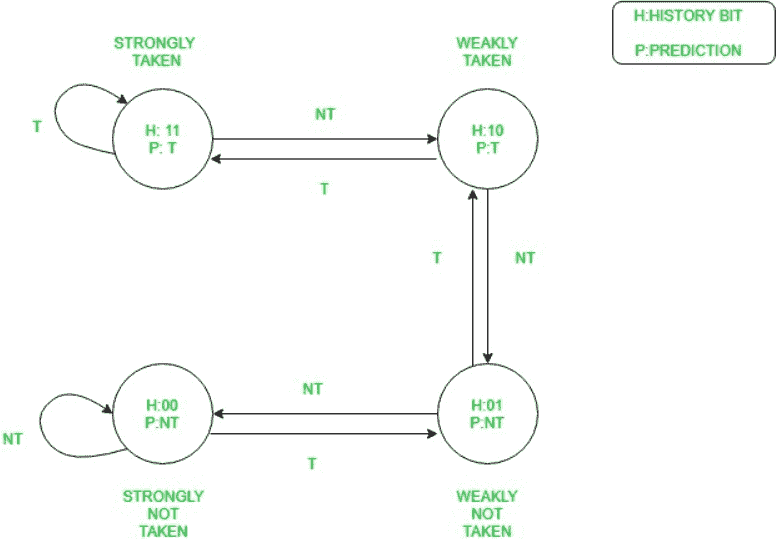 H:HISTORY BIT
P:PREDICTION
STRONGLY
TAKEN
WEAKLY
TAKEN
T
H: 11
P: T
NT
T
H:10
P:T
T
NT
NT
H:00
P:NT
NT
T
H:01
P:NT
STRONGLY
NOT
TAKEN
WEAKLY
NOT
TAKEN